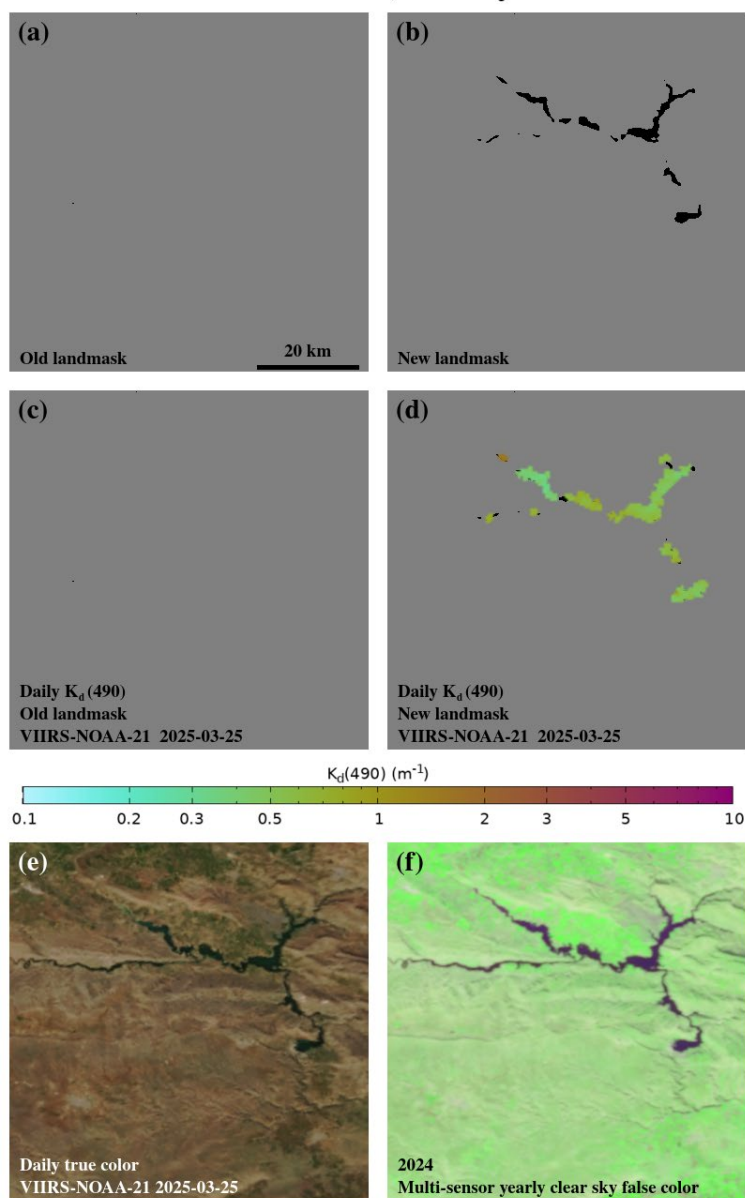 (a)
(b)
Old landmask
20 km
New landmask
(c)
(d)
Daily K_d(490)
Old landmask
VIIRS-NOAA-21 2025-03-25
Daily K_d(490)
New landmask
VIIRS-NOAA-21 2025-03-25
K_d(490) (m⁻¹)
0.1 0.2 0.3 0.5 1 2 3 5 10
(e)
(f)
Daily true color
VIIRS-NOAA-21 2025-03-25
2024
Multi-sensor yearly clear sky false color